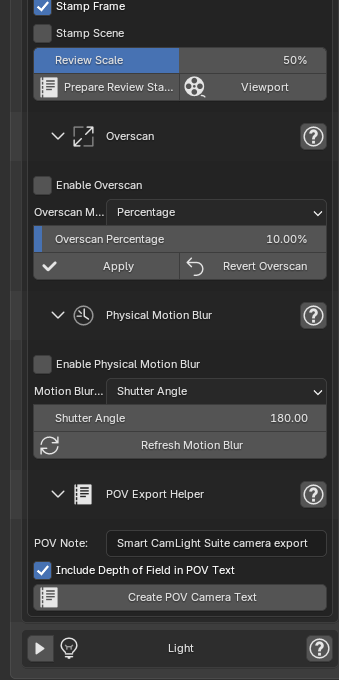 Stamp Frame
Stamp Scene
Review Scale 50%
Prepare Review Sta... Viewport
Overscan ?
Enable Overscan
Overscan M... Percentage
Overscan Percentage 10.00%
Apply Revert Overscan
Physical Motion Blur ?
Enable Physical Motion Blur
Motion Blur... Shutter Angle
Shutter Angle 180.00
Refresh Motion Blur
POV Export Helper ?
POV Note: Smart CamLight Suite camera export
Include Depth of Field in POV Text
Create POV Camera Text
Light ?